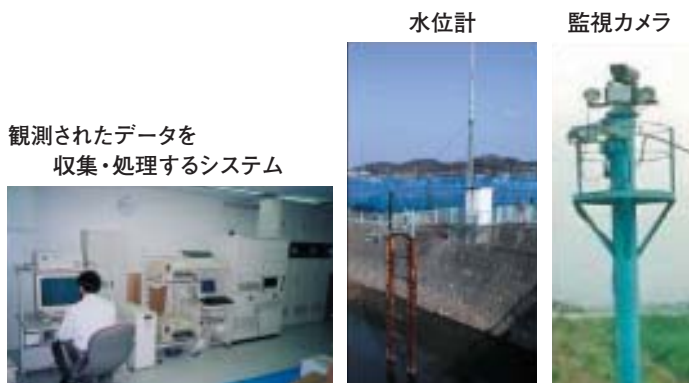 水位計
監視カメラ
観測されたデータを
収集・処理するシステム